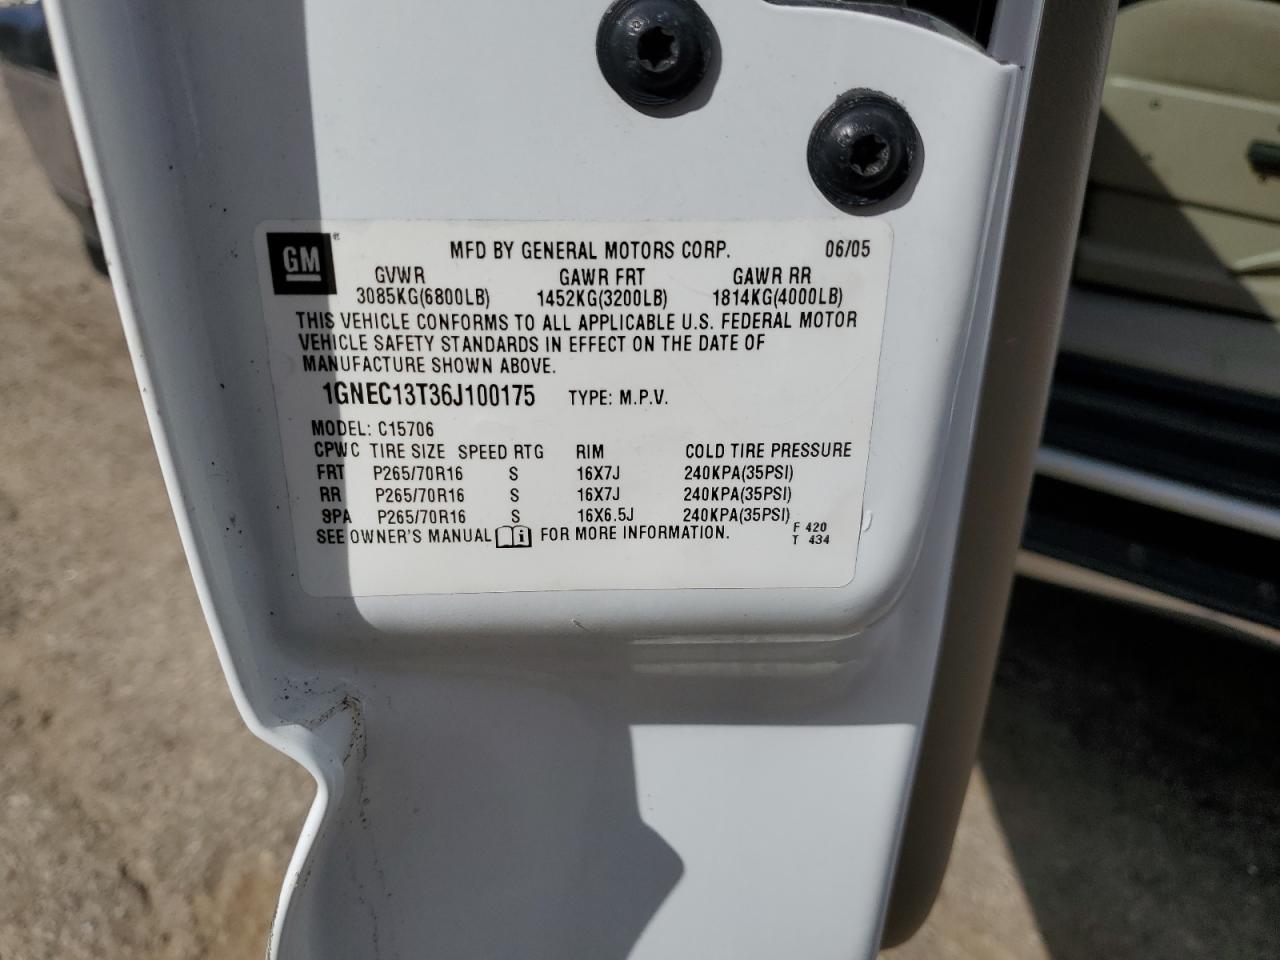 GM
MFD BY GENERAL MOTORS CORP. 06/05
GVWR GAWR FRT GAWR RR
3085KG(6800LB) 1452KG(3200LB) 1814KG(4000LB)
THIS VEHICLE CONFORMS TO ALL APPLICABLE U.S. FEDERAL MOTOR
VEHICLE SAFETY STANDARDS IN EFFECT ON THE DATE OF
MANUFACTURE SHOWN ABOVE.
1GNEC13T36J100175 TYPE: M.P.V.
MODEL: C15706
CPWC TIRE SIZE SPEED RTG RIM COLD TIRE PRESSURE
FRT P265/70R16 S 16X7J 240KPA(35PSI)
RR P265/70R16 S 16X7J 240KPA(35PSI)
SPA P265/70R16 S 16X6.5J 240KPA(35PSI)
SEE OWNER'S MANUAL FOR MORE INFORMATION.
F 420
T 434